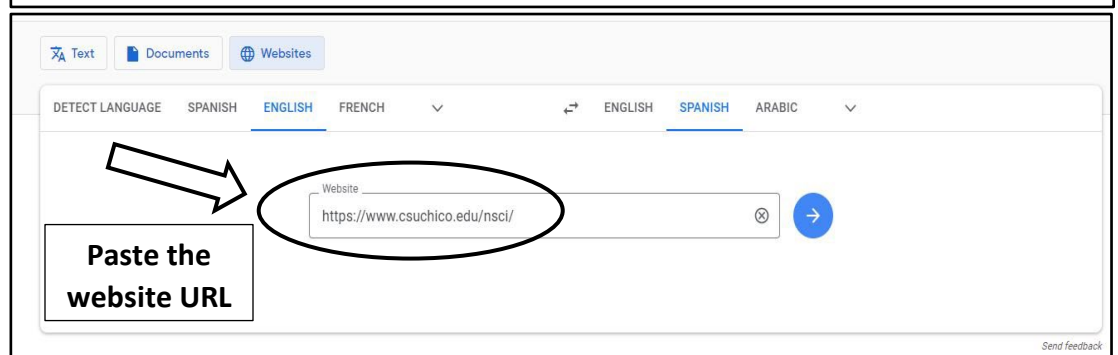 Text Documents Websites
DETECT LANGUAGE SPANISH ENGLISH FRENCH ENGLISH SPANISH ARABIC
Website
https://www.csuchico.edu/nsci/
Paste the
website URL
Send feedback